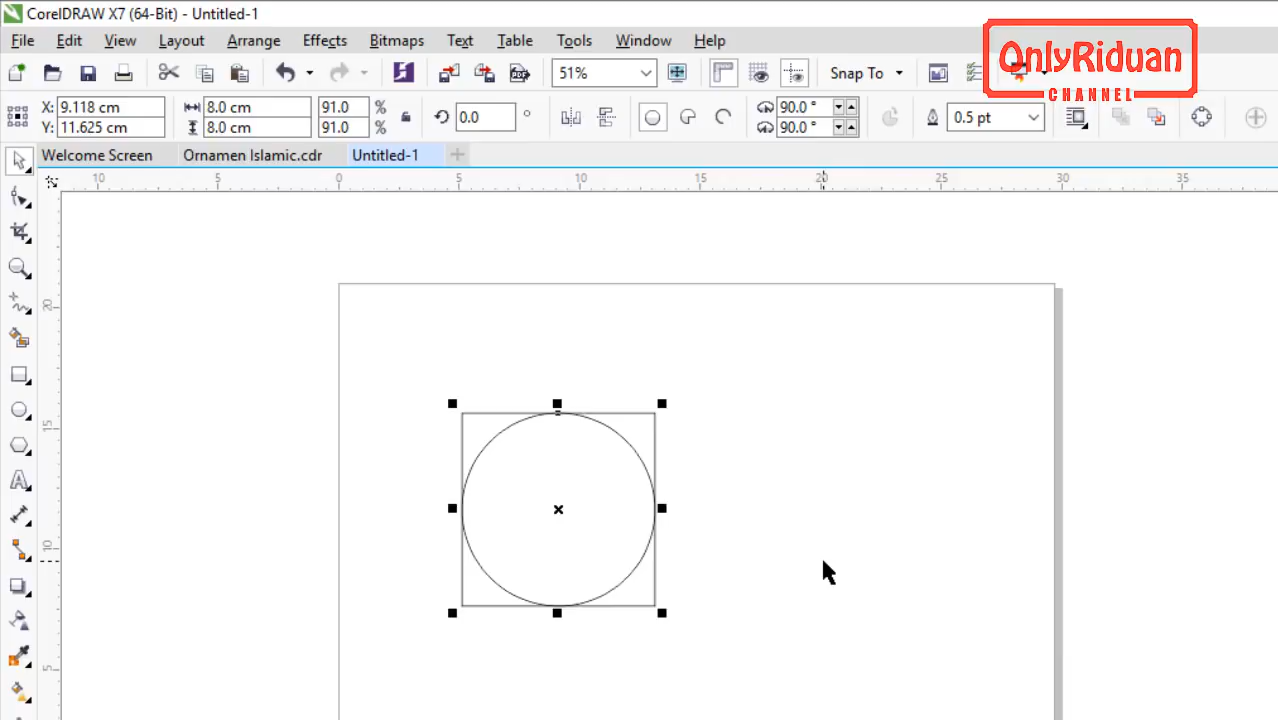 CorelDRAW X7 (64-Bit) - Untitled-1
File Edit View Layout Arrange Effects Bitmaps Text Table Tools Window Help
OnlyRiduan
CHANNEL
51% Snap To
X: 9.118 cm 8.0 cm 91.0 % 0.0 ° 90.0 ° 0.5 pt
Y: 11.625 cm 8.0 cm 91.0 % 90.0 °
Welcome Screen Ornamen Islamic.cdr Untitled-1
10 5 0 5 10 15 20 25 30 35
20
15
10
5